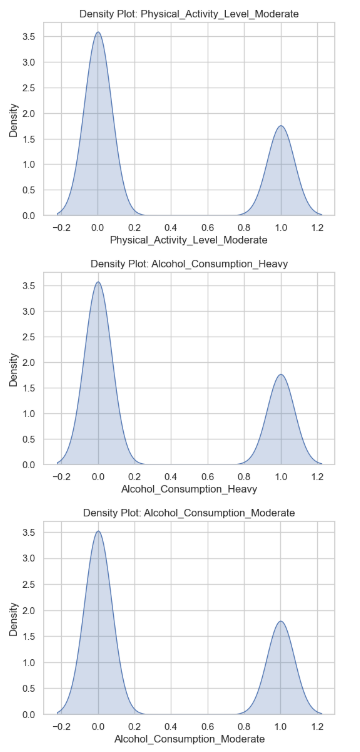 Density Plot: Physical_Activity_Level_Moderate
3.5
3.0
2.5
2.0
1.5
1.0
0.5
0.0
Density
−0.2 0.0 0.2 0.4 0.6 0.8 1.0 1.2
Physical_Activity_Level_Moderate
Density Plot: Alcohol_Consumption_Heavy
3.5
3.0
2.5
2.0
1.5
1.0
0.5
0.0
Density
−0.2 0.0 0.2 0.4 0.6 0.8 1.0 1.2
Alcohol_Consumption_Heavy
Density Plot: Alcohol_Consumption_Moderate
3.5
3.0
2.5
2.0
1.5
1.0
0.5
0.0
Density
−0.2 0.0 0.2 0.4 0.6 0.8 1.0 1.2
Alcohol_Consumption_Moderate